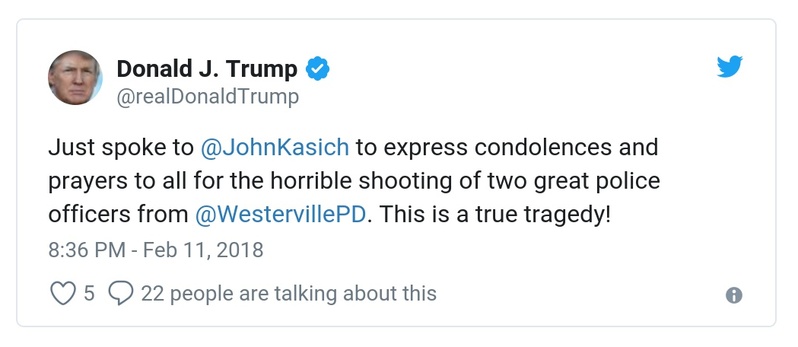 Donald J. Trump
@realDonaldTrump
Just spoke to @JohnKasich to express condolences and
prayers to all for the horrible shooting of two great police
officers from @WestervillePD. This is a true tragedy!
8:36 PM - Feb 11, 2018
5 22 people are talking about this